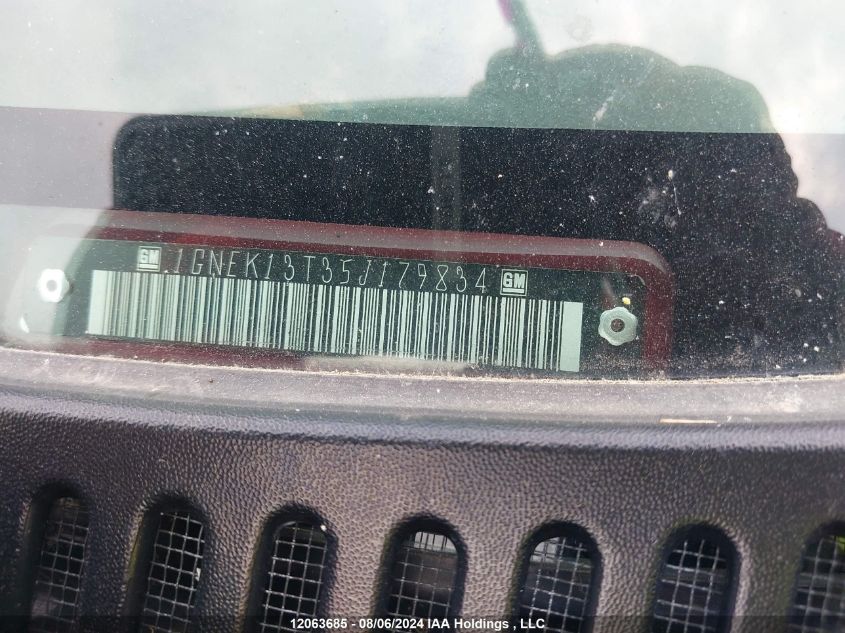 GM 1GNEK13T35J179834 GM
12063685 - 08/06/2024 IAA Holdings , LLC